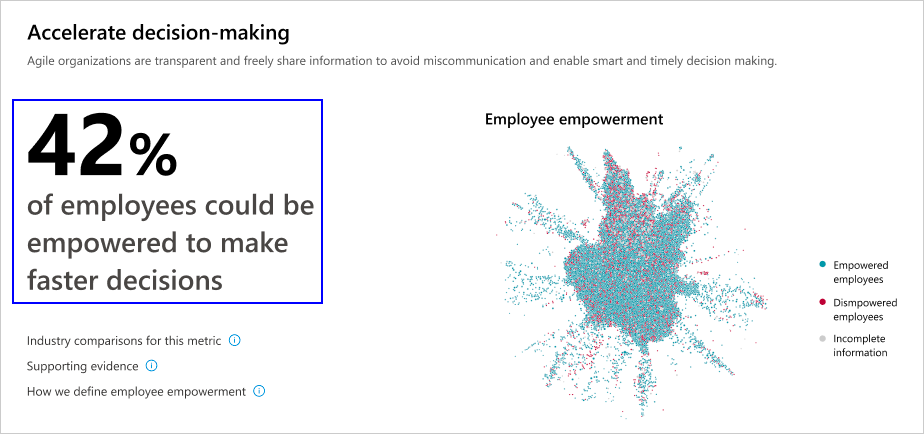 Accelerate decision-making
Agile organizations are transparent and freely share information to avoid miscommunication and enable smart and timely decision making.
42%
of employees could be
empowered to make
faster decisions
Industry comparisons for this metric
Supporting evidence
How we define employee empowerment
Employee empowerment
Empowered
employees
Dismpowered
employees
Incomplete
information